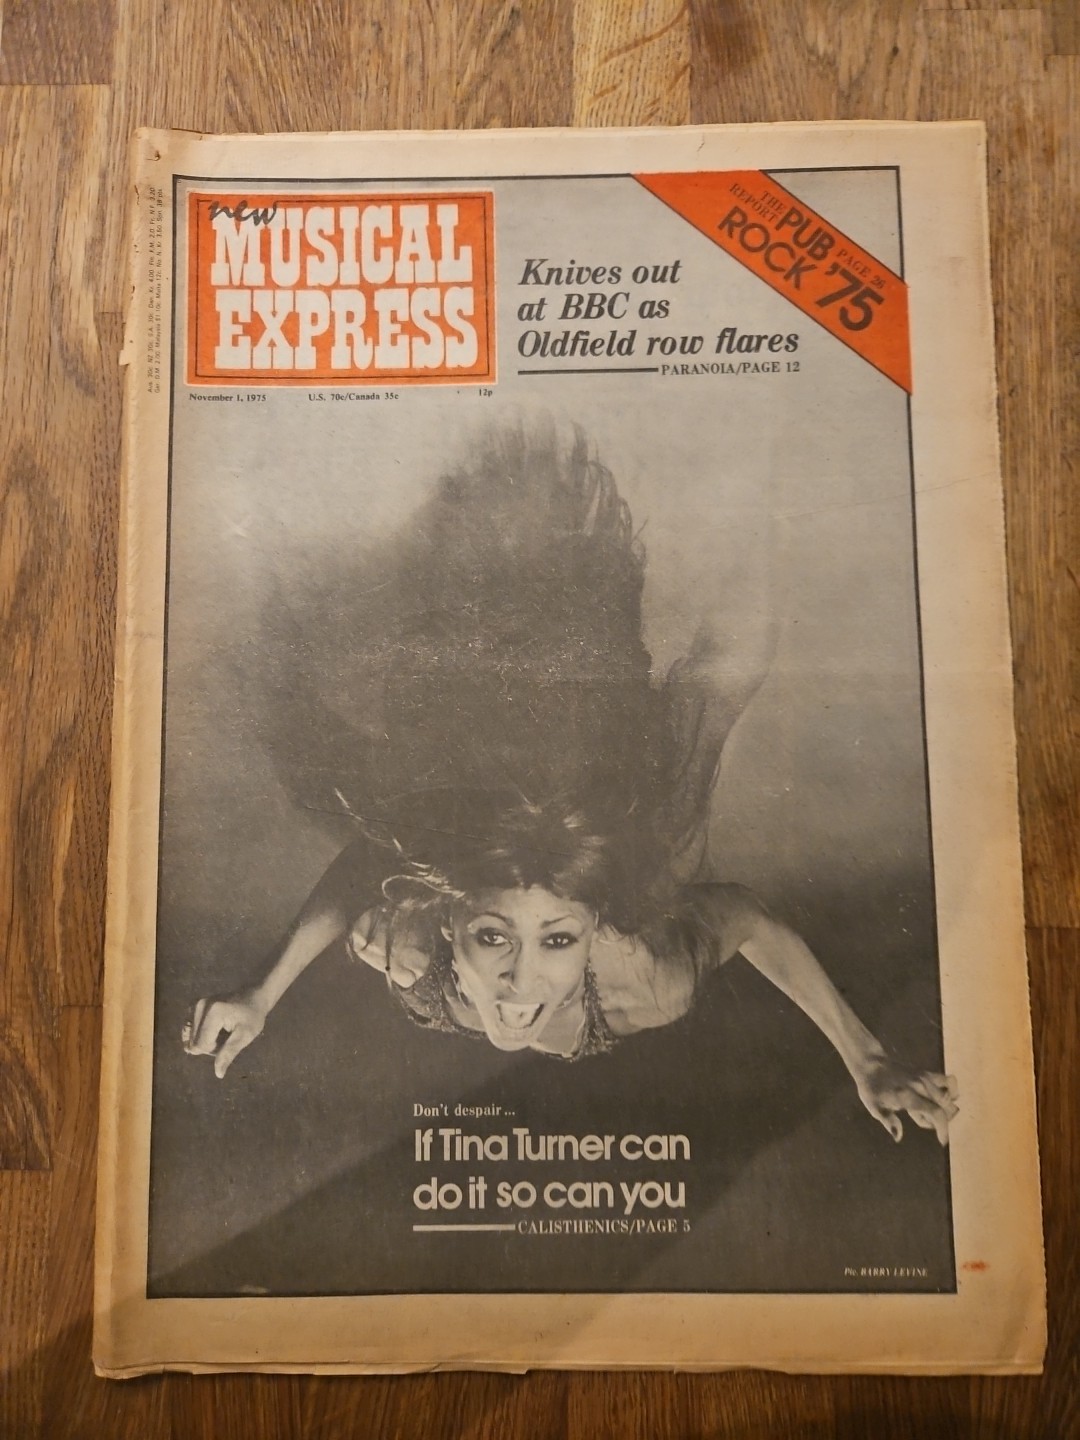 new
MUSICAL
EXPRESS
November 1, 1975 U.S. 70c/Canada 35c 12p
Knives out
at BBC as
Oldfield row flares
PARANOIA/PAGE 12
THE
REPORT
PUB
ROCK '75
PAGE 26
Don't despair...
If Tina Turner can
do it so can you
CALISTHENICS/PAGE 5
Pic. BARRY LEVINE